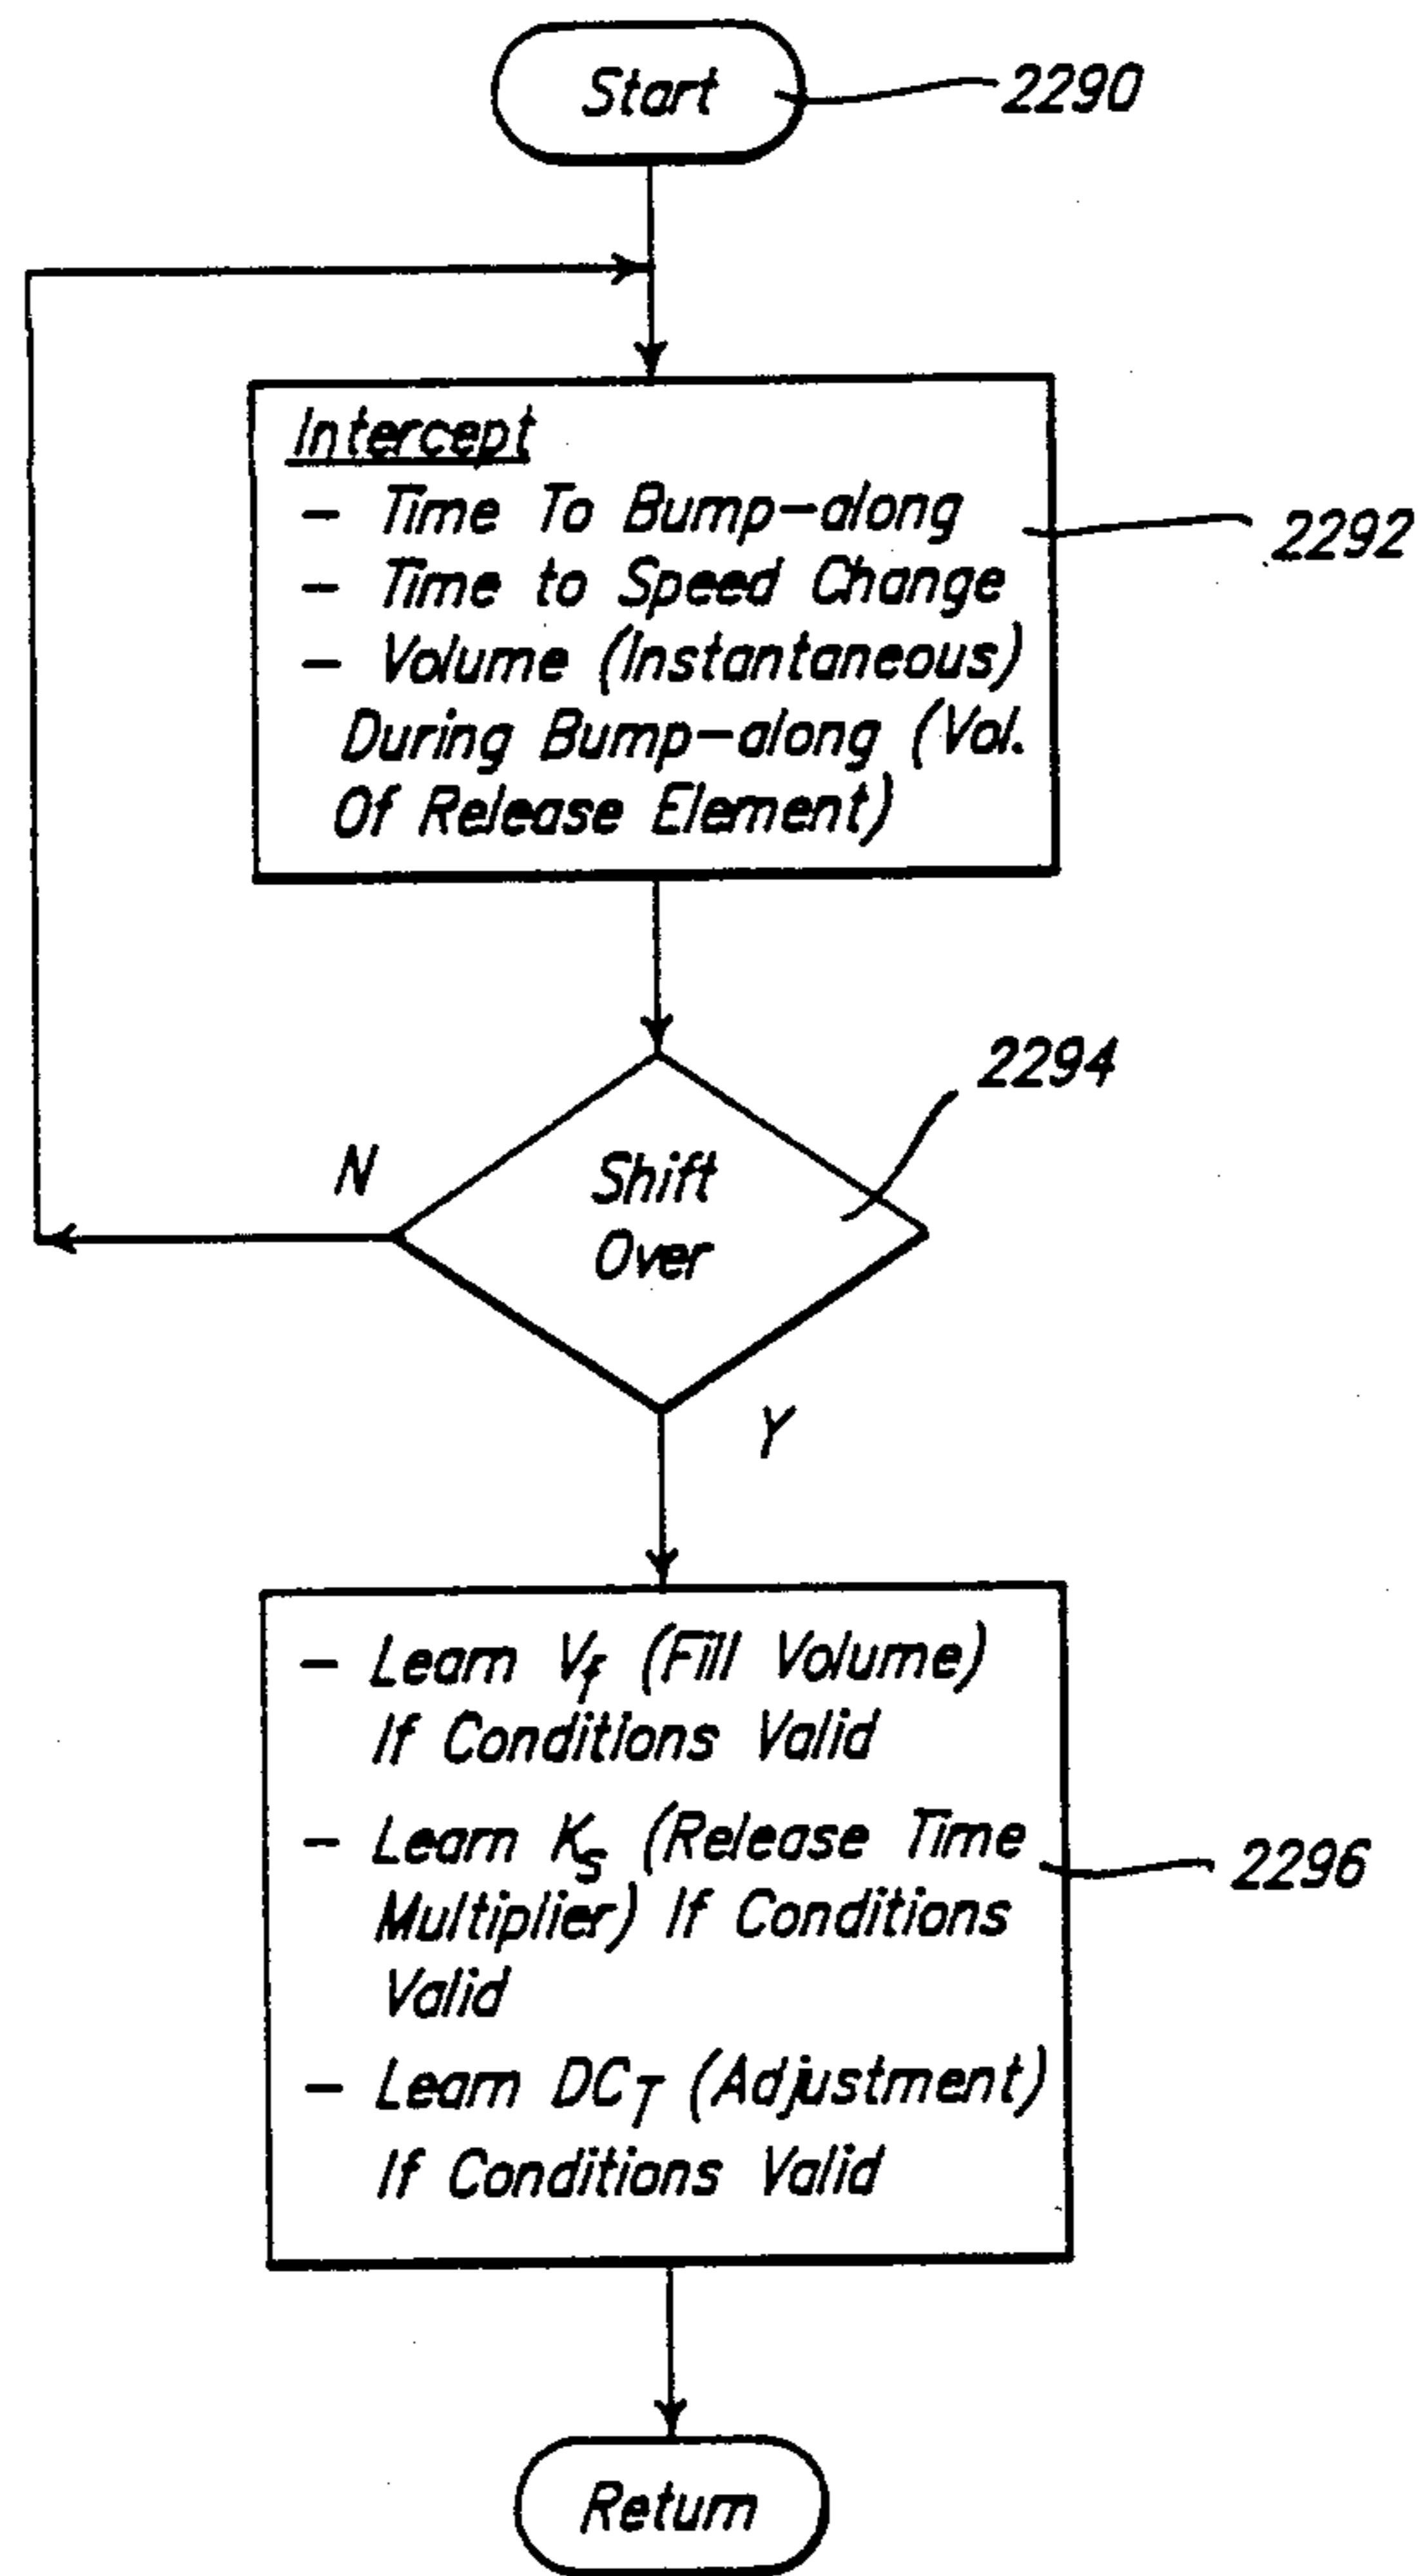 Start
2290
Intercept
- Time To Bump-along
- Time to Speed Change
- Volume (Instantaneous)
During Bump-along (Vol.
Of Release Element)
2292
2294
Shift
Over
N
Y
- Learn Vf (Fill Volume)
If Conditions Valid
- Learn Ks (Release Time
Multiplier) If Conditions
Valid
- Learn DCT (Adjustment)
If Conditions Valid
2296
Return